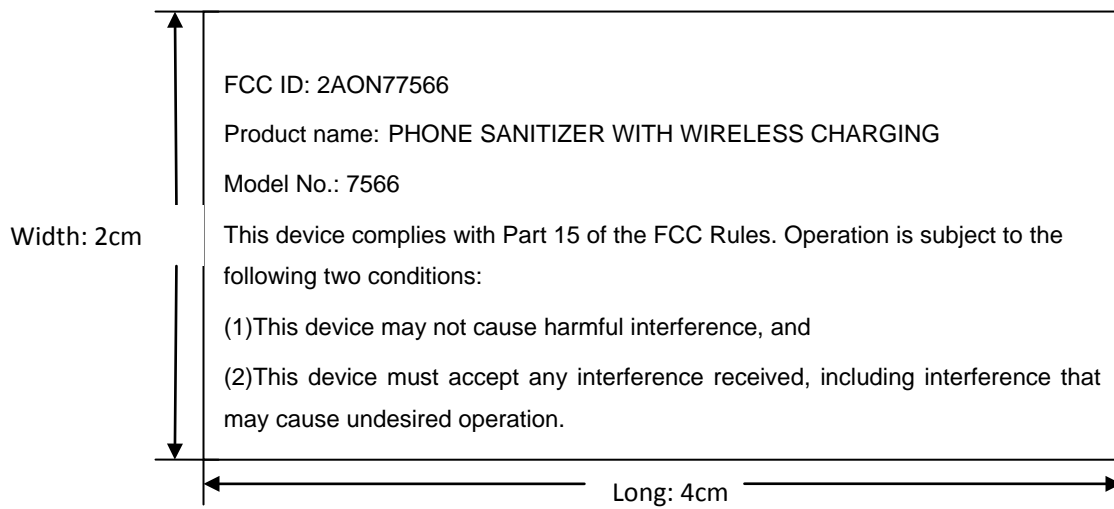 FCC ID: 2AON77566
Product name: PHONE SANITIZER WITH WIRELESS CHARGING
Model No.: 7566
Width: 2cm
This device complies with Part 15 of the FCC Rules. Operation is subject to the
following two conditions:
(1)This device may not cause harmful interference, and
(2)This device must accept any interference received, including interference that
may cause undesired operation.
Long: 4cm